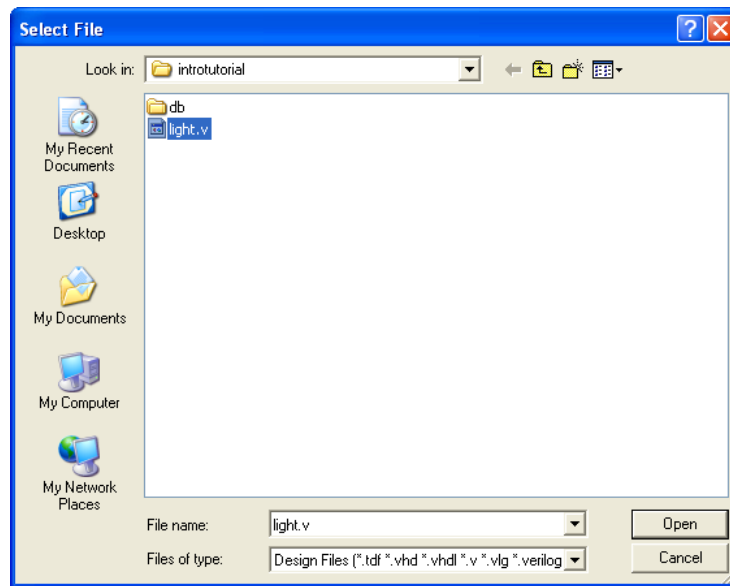 Select File
Look in: introtutorial
db
light.v
My Recent
Documents
Desktop
My Documents
My Computer
My Network
Places
File name: light.v Open
Files of type: Design Files (*.tdf *.vhd *.vhdl *.v *.vlg *.verilog Cancel